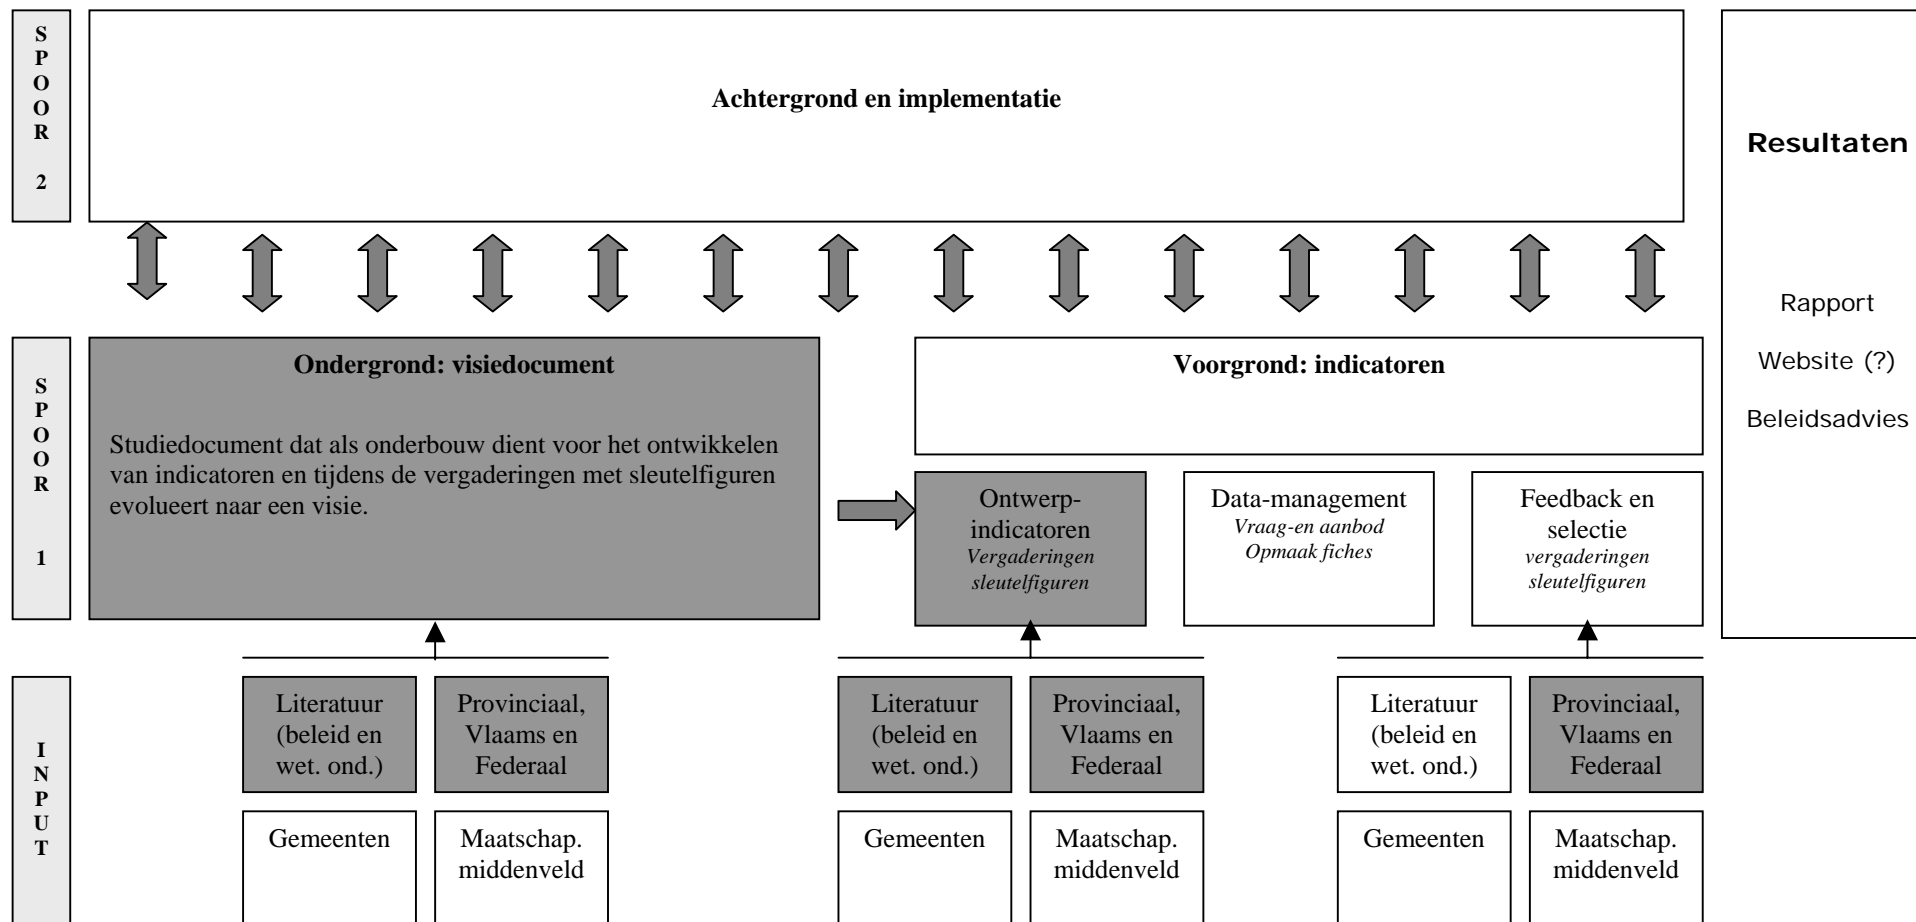 S
P
O
O
R
2
Achtergrond en implementatie
Resultaten
Rapport
Website (?)
Beleidsadvies
S
P
O
O
R
1
Ondergrond: visiedocument
Studiedocument dat als onderbouw dient voor het ontwikkelen
van indicatoren en tijdens de vergaderingen met sleutelfiguren
evolueert naar een visie.
Voorgrond: indicatoren
Ontwerp-
indicatoren
Vergaderingen
sleutelfiguren
Data-management
Vraag-en aanbod
Opmaak fiches
Feedback en
selectie
vergaderingen
sleutelfiguren
I
N
P
U
T
Literatuur
(beleid en
wet. ond.)
Provinciaal,
Vlaams en
Federaal
Gemeenten
Maatschap.
middenveld
Literatuur
(beleid en
wet. ond.)
Provinciaal,
Vlaams en
Federaal
Gemeenten
Maatschap.
middenveld
Literatuur
(beleid en
wet. ond.)
Provinciaal,
Vlaams en
Federaal
Gemeenten
Maatschap.
middenveld